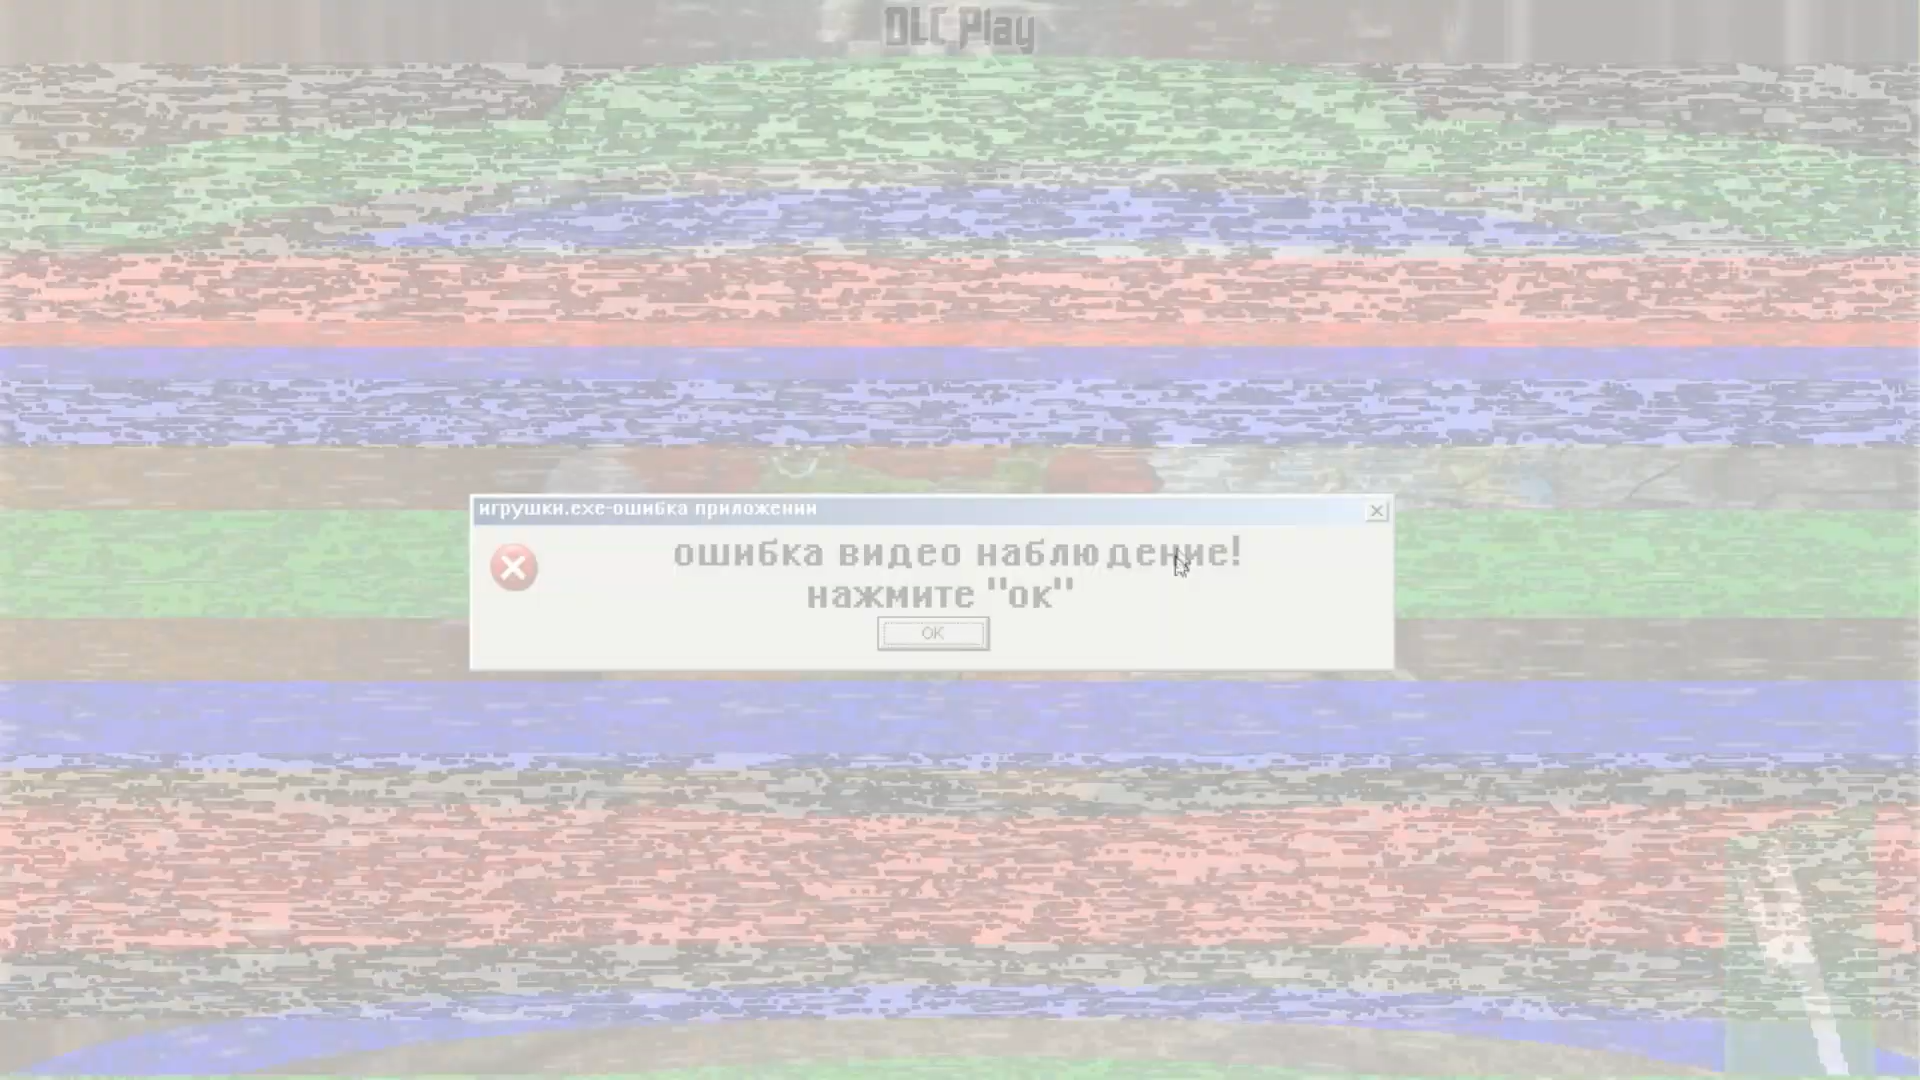 DLC Play
игрушки.exe-ошибка приложении
ошибка видео наблюдение!
нажмите "ок"
OK